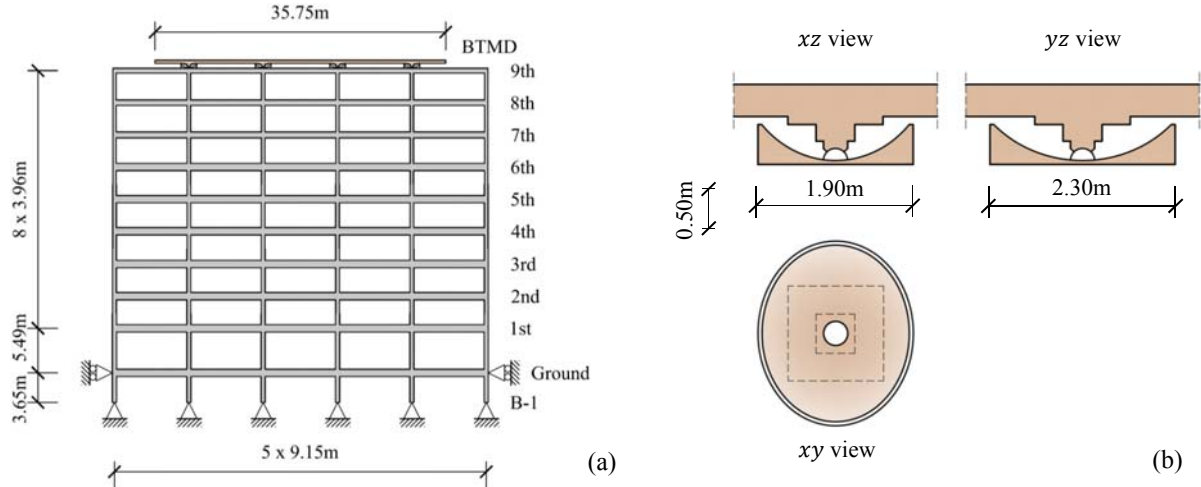 35.75m
BTMD
9th
8th
7th
6th
5th
4th
3rd
2nd
1st
Ground
B-1
8 x 3.96m
5.49m
3.65m
5 x 9.15m
(a)
xz view
yz view
1.90m
2.30m
0.50m
xy view
(b)